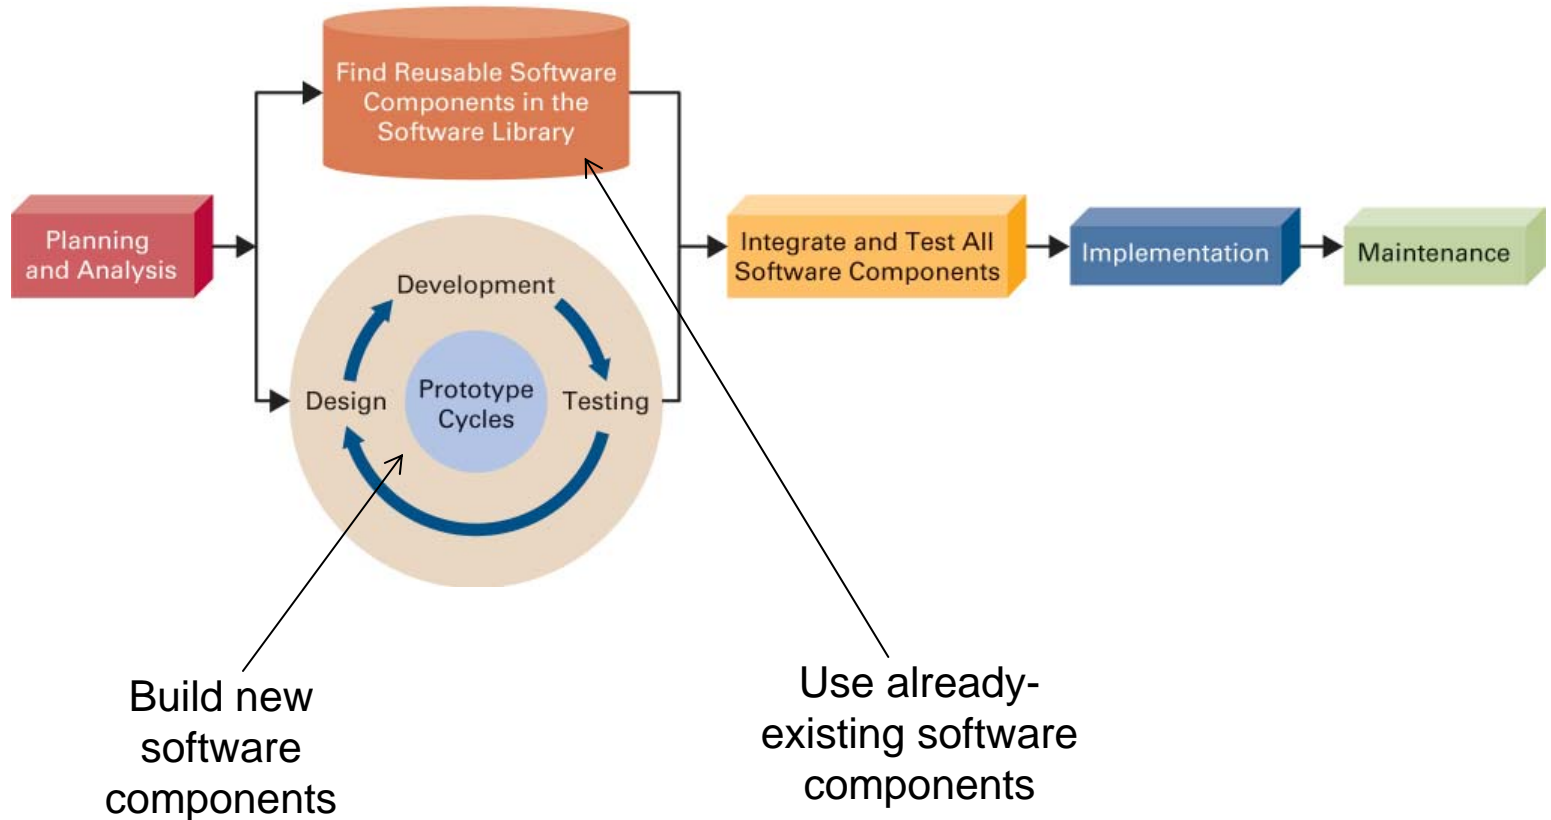 Find Reusable Software
Components in the
Software Library
Planning
and Analysis
Development
Design
Prototype
Cycles
Testing
Integrate and Test All
Software Components
Implementation
Maintenance
Build new
software
components
Use already-
existing software
components